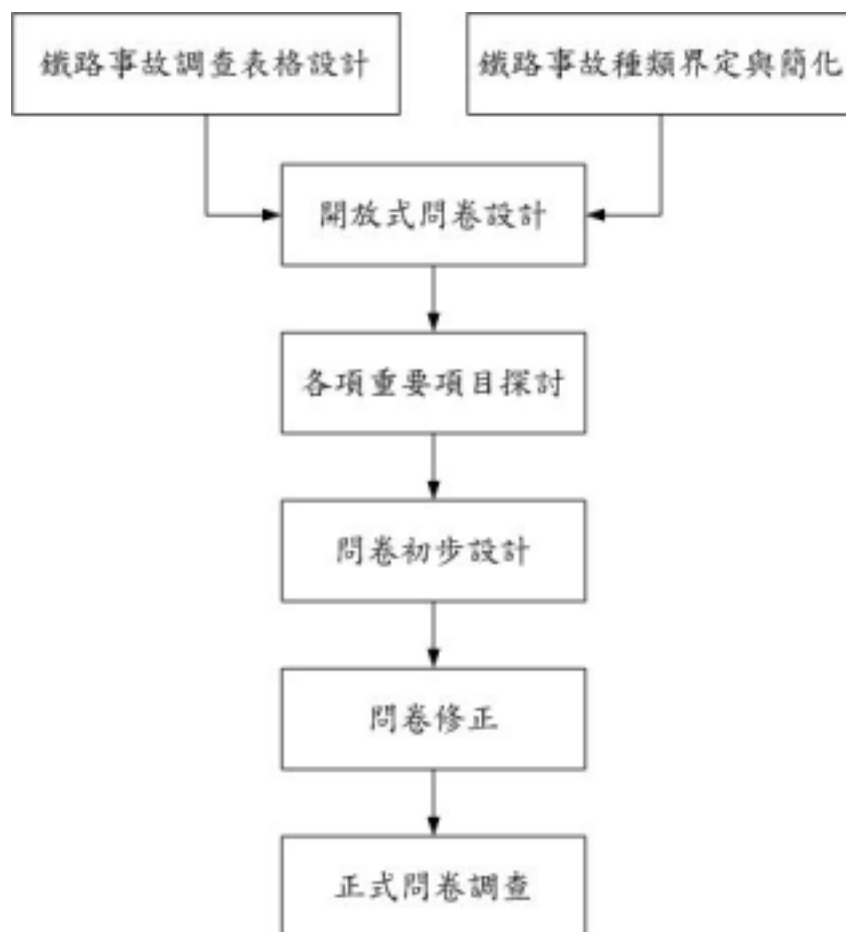 鐵路事故調查表格設計
鐵路事故種類界定與簡化
開放式問卷設計
各項重要項目探討
問卷初步設計
問卷修正
正式問卷調查